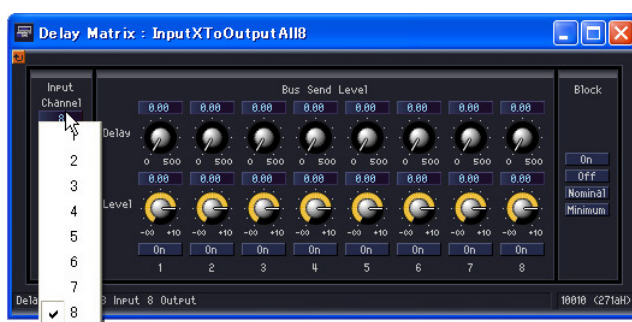 Delay Matrix : InputXToOutputAll8
Input
Channel
8
1
2
3
4
5
6
7
8
Bus Send Level
0.00 0.00 0.00 0.00 0.00 0.00 0.00 0.00
Delay
0 500 0 500 0 500 0 500 0 500 0 500 0 500 0 500
0.00 0.00 0.00 0.00 0.00 0.00 0.00 0.00
Level
-∞ +10 -∞ +10 -∞ +10 -∞ +10 -∞ +10 -∞ +10 -∞ +10 -∞ +10
On On On On On On On On
1 2 3 4 5 6 7 8
Block
On
Off
Nominal
Minimum
Input 8 Output
10010 (271aH)